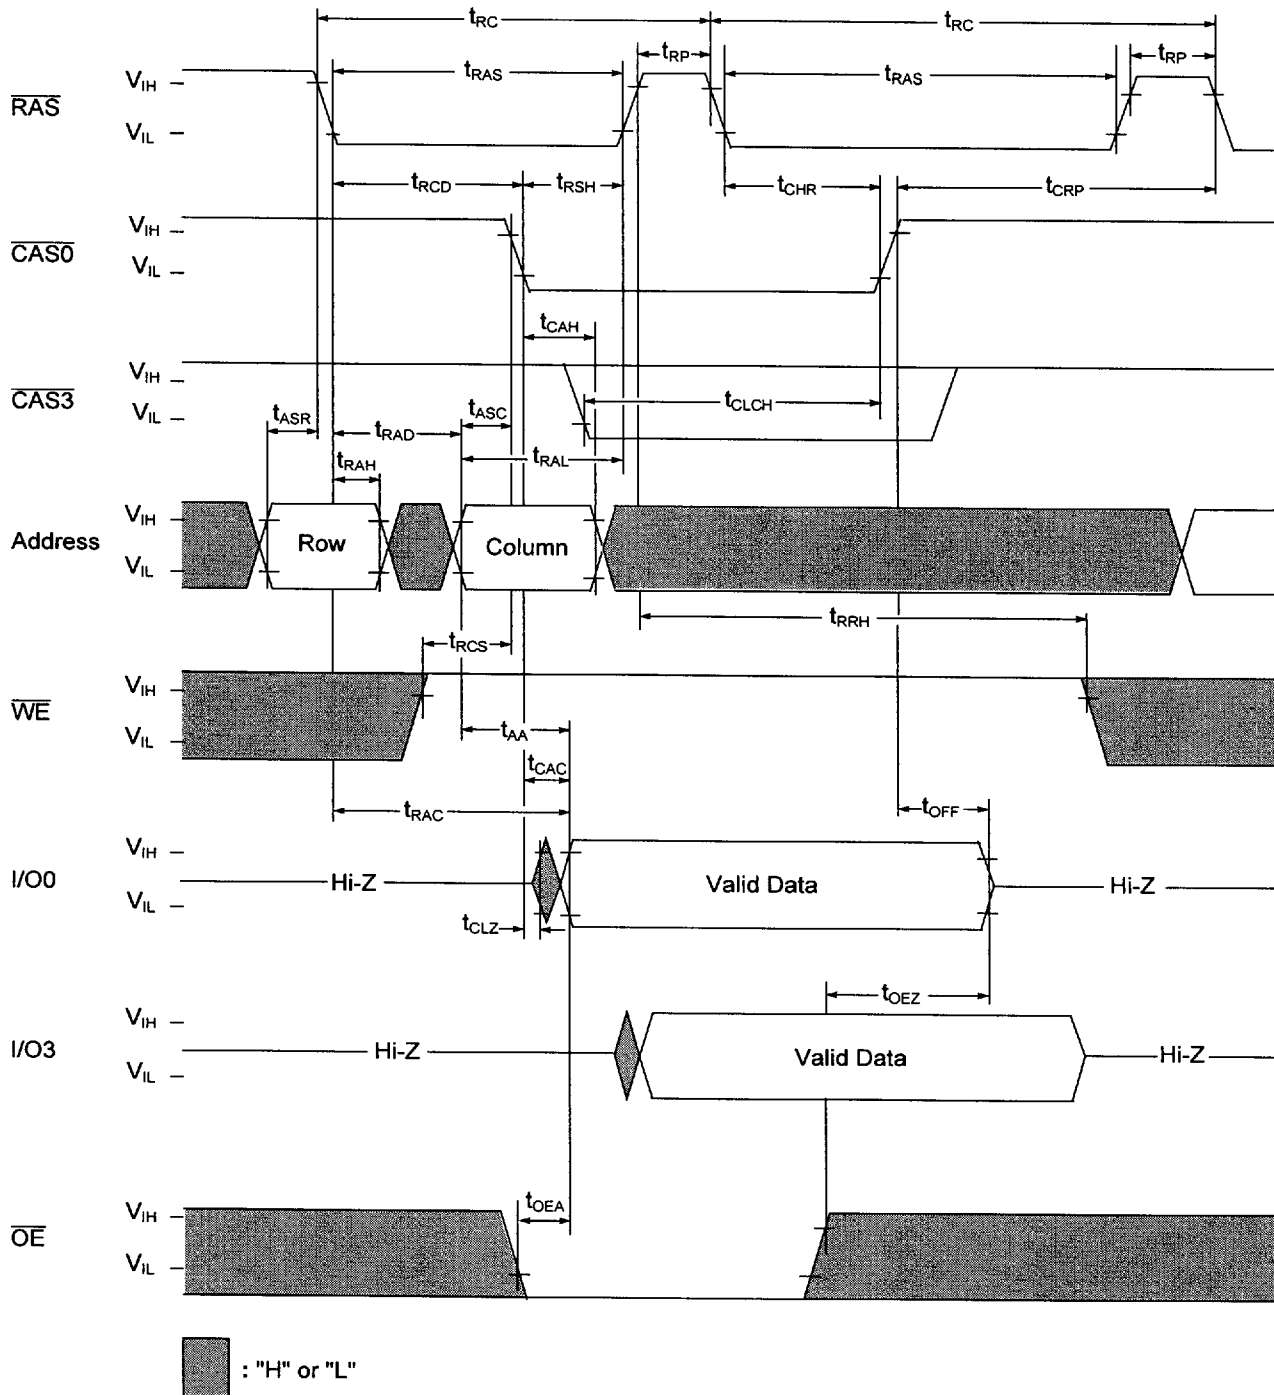 tRC tRC
tRP tRP
tRAS tRAS
RAS VIH
VIL
tRCD tRSH tCHR tCRP
CAS0 VIH
VIL
tCAH
CAS3 VIH
VIL
tCLCH
tASR tRAD tASC
tRAH tRAL
Address VIH
VIL
Row Column
tRRH
tRCS
WE VIH
VIL
tAA
tCAC
tRAC tOFF
I/O0 VIH
VIL
Hi-Z Valid Data Hi-Z
tCLZ
tOEZ
I/O3 VIH
VIL
Hi-Z Valid Data Hi-Z
tOEA
OE VIH
VIL
: "H" or "L"